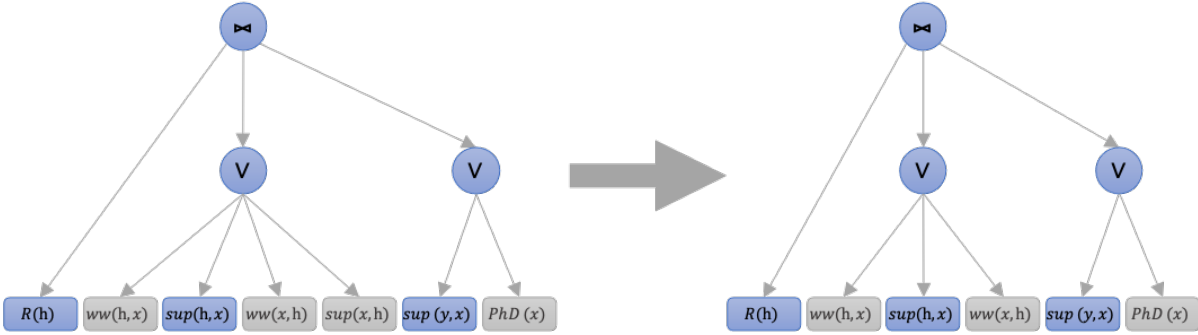 ⋈ ⋈
V V V V
R(h) ww(h, x) sup(h, x) ww(x, h) sup(x, h) sup (y, x) PhD (x) R(h) ww(h, x) sup(h, x) ww(x, h) sup (y, x) PhD (x)